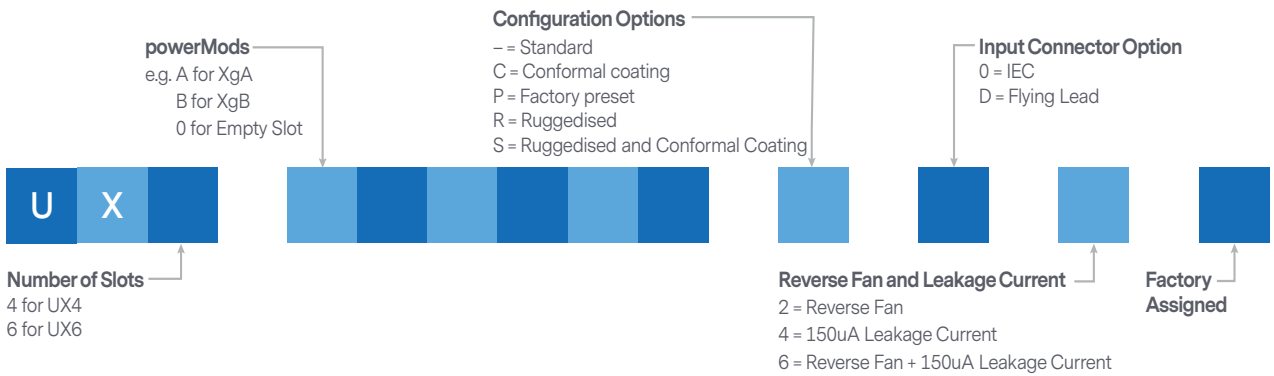 Configuration Options
– = Standard
C = Conformal coating
P = Factory preset
R = Ruggedised
S = Ruggedised and Conformal Coating
powerMods
e.g. A for XgA
B for XgB
0 for Empty Slot
Input Connector Option
0 = IEC
D = Flying Lead
U X
Number of Slots
4 for UX4
6 for UX6
Reverse Fan and Leakage Current
2 = Reverse Fan
4 = 150uA Leakage Current
6 = Reverse Fan + 150uA Leakage Current
Factory
Assigned